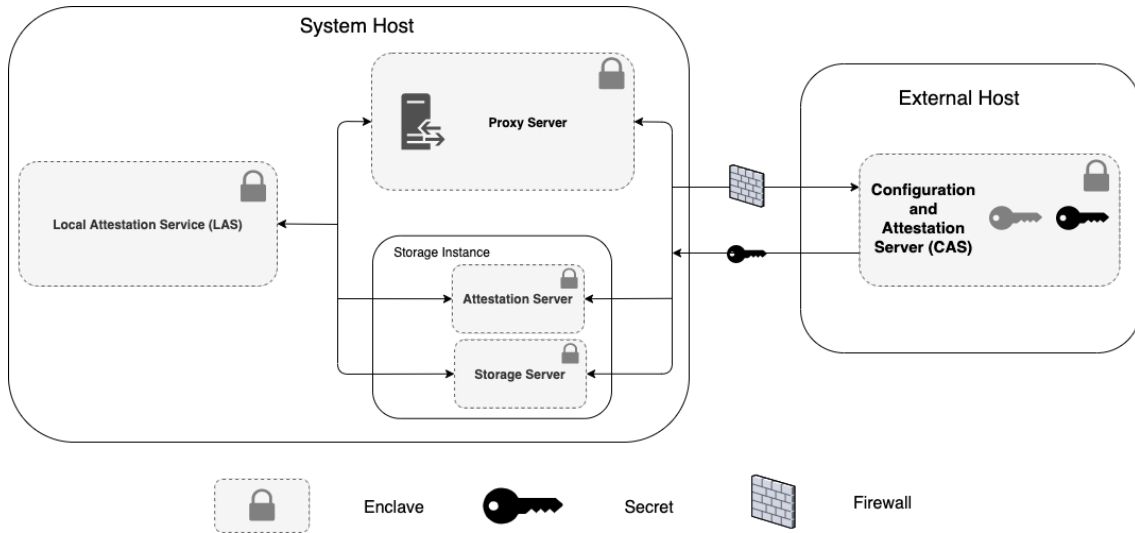 System Host
Proxy Server
External Host
Local Attestation Service (LAS)
Configuration
and
Attestation
Server (CAS)
Storage Instance
Attestation Server
Storage Server
Enclave
Secret
Firewall